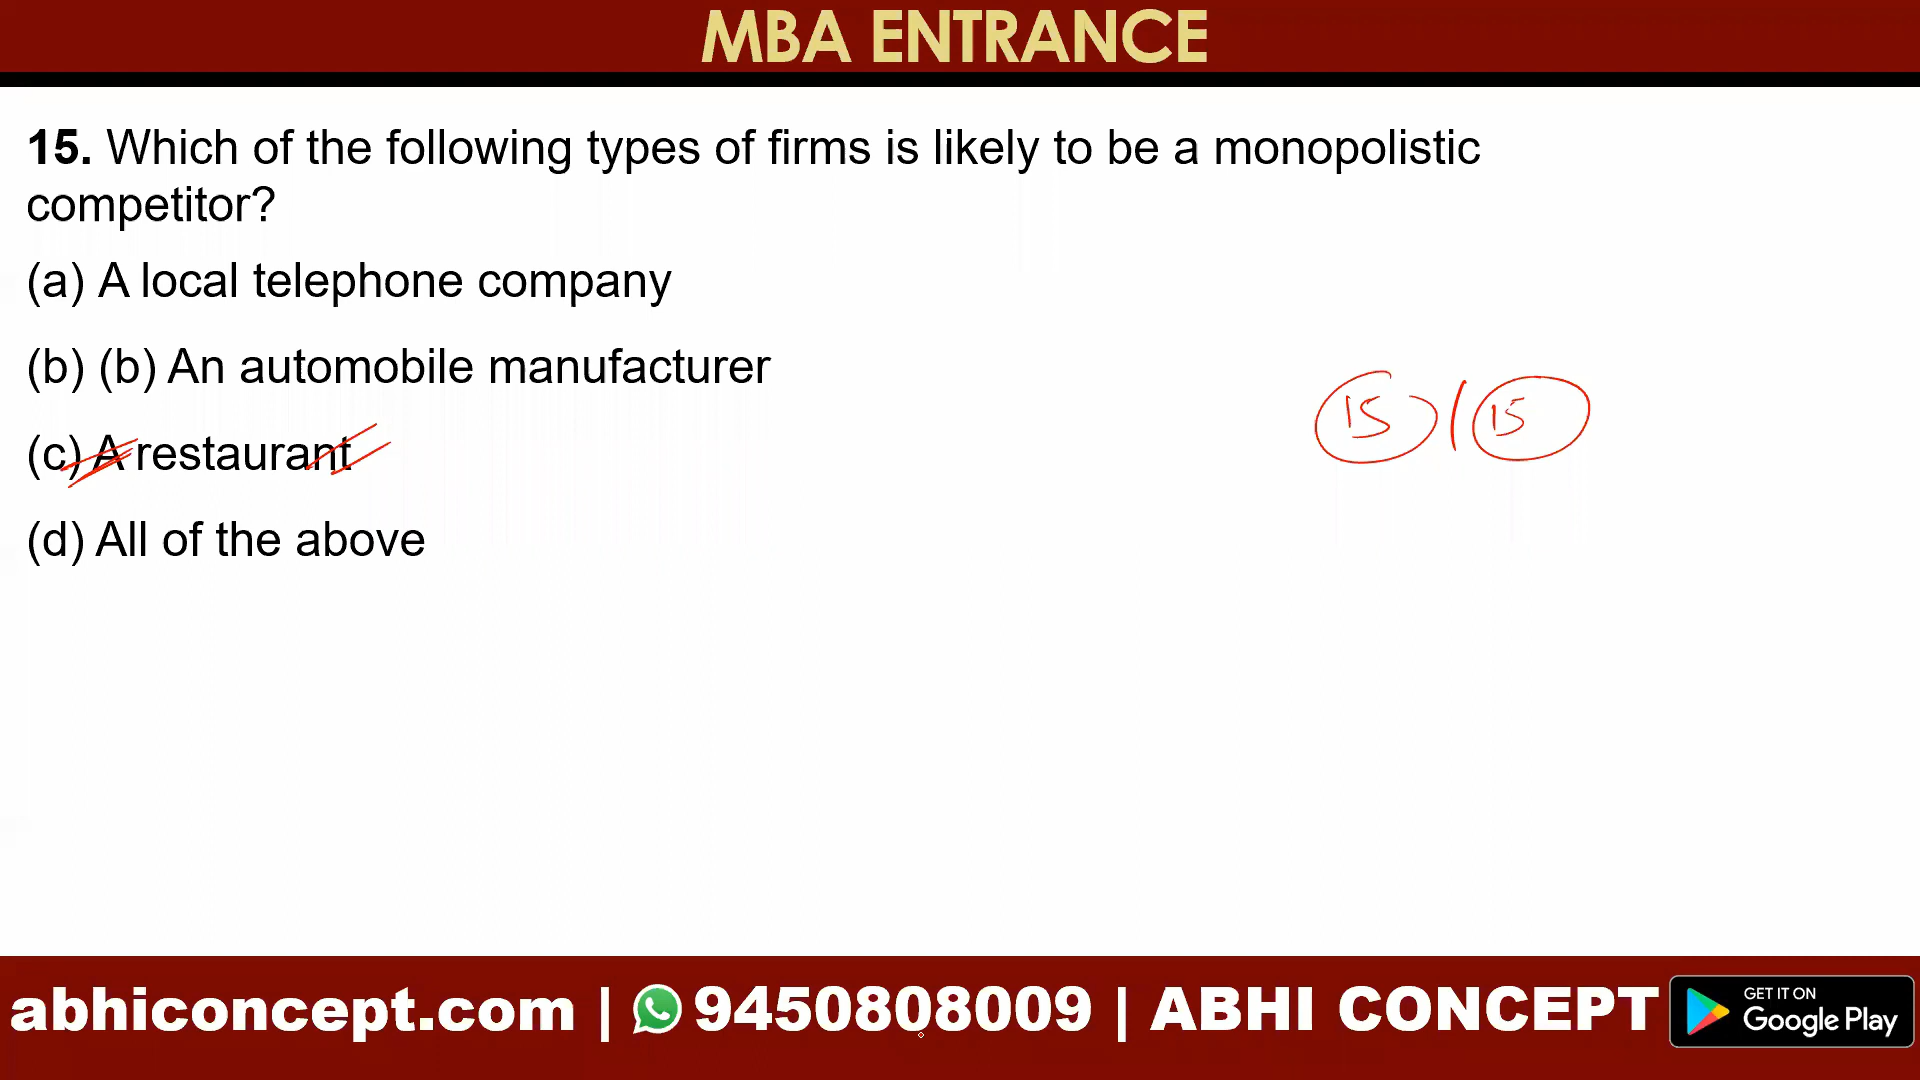 MBA ENTRANCE
15. Which of the following types of firms is likely to be a monopolistic
competitor?
(a) A local telephone company
(b) (b) An automobile manufacturer
15 | 15
(c) A restaurant
(d) All of the above
abhiconcept.com | 9450808009 | ABHI CONCEPT
GET IT ON
Google Play